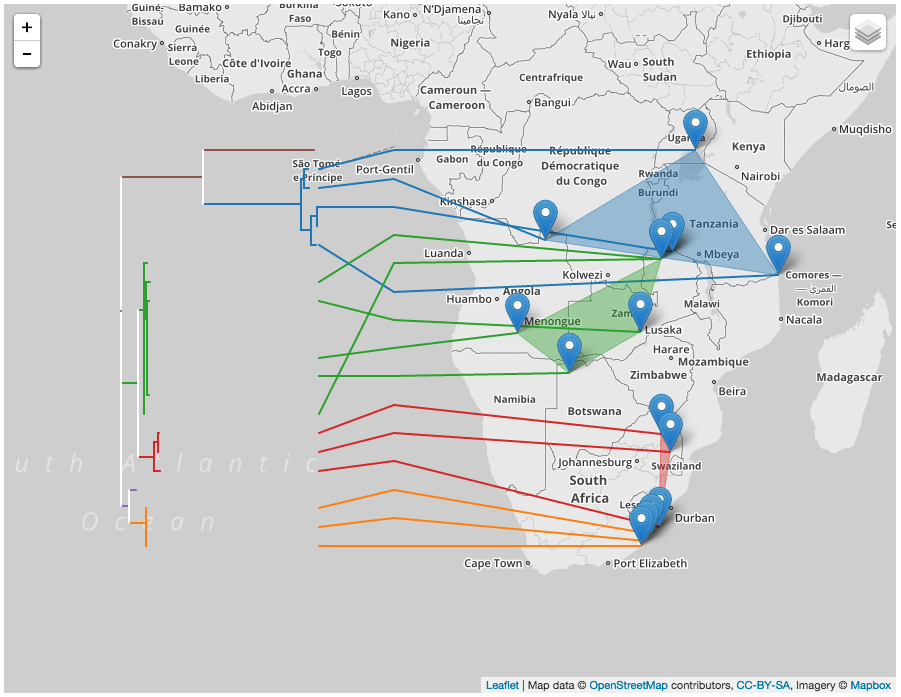 +
−
Guiné-
Bissau
Bamako
Burkina
Faso
Kano
N'Djamena
نجامينا
Nyala نيالا
Djibouti
Conakry
Guinée
Sierra
Leone
Bénin
Togo
Nigeria
Wau
South
Sudan
Ethiopia
Harg
Côte d'Ivoire
Liberia
Ghana
Accra
Abidjan
Lagos
Cameroun —
Cameroon
Centrafrique
Bangui
الصومال
Muqdisho
Uganda
Kenya
Nairobi
São Tomé
e Príncipe
Port-Gentil
Gabon
République
du Congo
République
Démocratique
du Congo
Rwanda
Burundi
Kinshasa
Tanzania
Dar es Salaam
Se
Luanda
Mbeya
Kolwezi
Comores —
القمري —
Komori
Angola
Huambo
Menongue
Zam
Malawi
Nacala
Lusaka
Harare
Mozambique
Zimbabwe
Beira
Madagascar
Namibia
Botswana
Johannesburg
Swaziland
South
Africa
Les
Durban
Cape Town
Port Elizabeth
uth Atlantic
Ocean
Leaflet | Map data © OpenStreetMap contributors, CC-BY-SA, Imagery © Mapbox